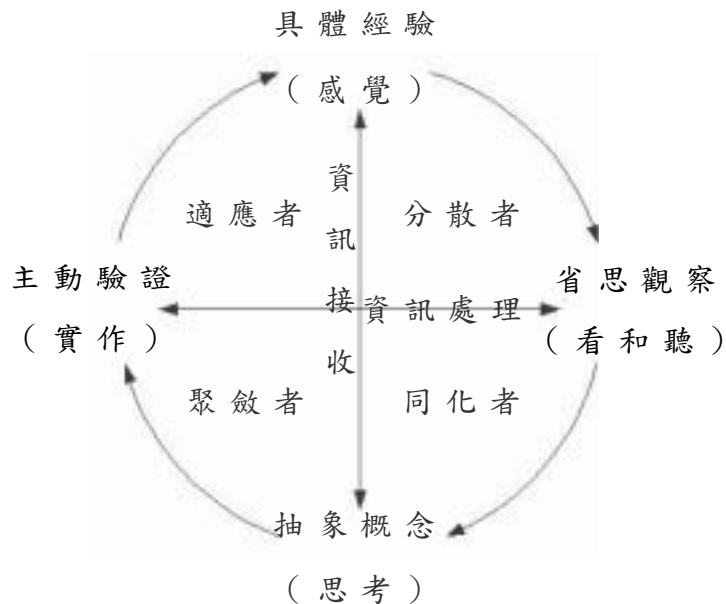 具體經驗
(感覺)
資訊接收
適應者
分散者
主動驗證
(實作)
資訊處理
省思觀察
(看和聽)
聚斂者
同化者
抽象概念
(思考)